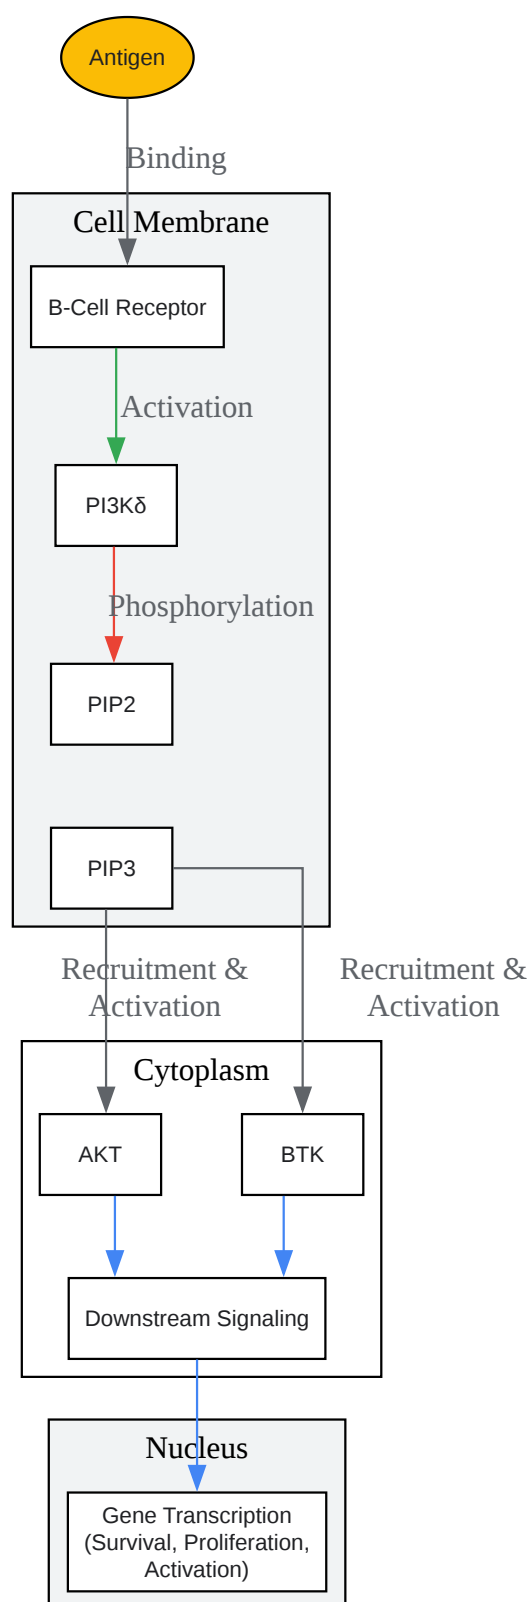 Antigen
Binding
Cell Membrane
B-Cell Receptor
Activation
PI3Kδ
Phosphorylation
PIP2
PIP3
Recruitment &
Activation
Recruitment &
Activation
Cytoplasm
AKT
BTK
Downstream Signaling
Nucleus
Gene Transcription
(Survival, Proliferation,
Activation)